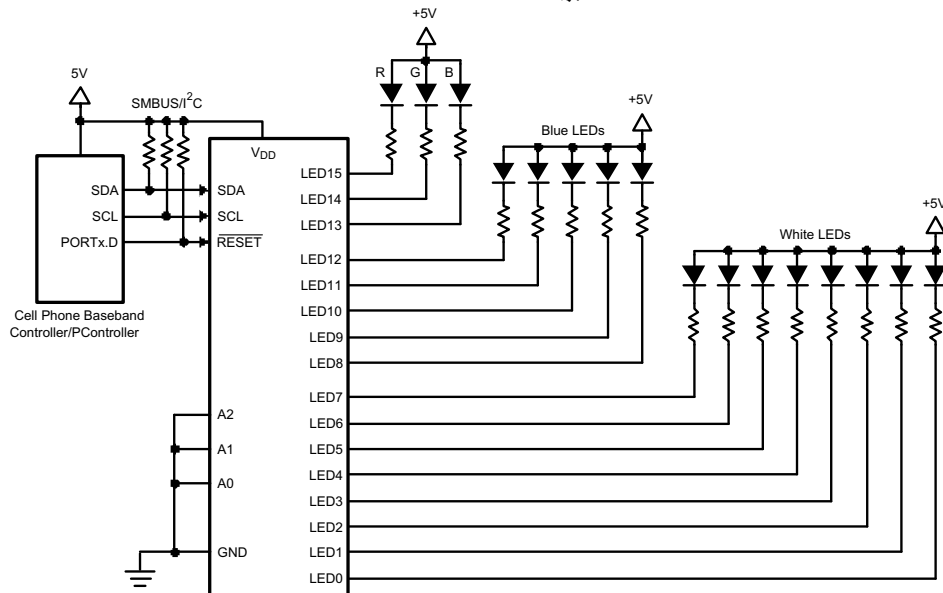 +5V
R G B
5V
SMBUS/I²C
+5V
Blue LEDs
VDD
LED15
SDA SDA
LED14
SCL SCL
LED13
+5V
PORTx.D RESET
White LEDs
LED12
LED11
Cell Phone Baseband
Controller/PController
LED10
LED9
LED8
LED7
A2
LED6
A1
LED5
LED4
A0
LED3
LED2
GND
LED1
LED0